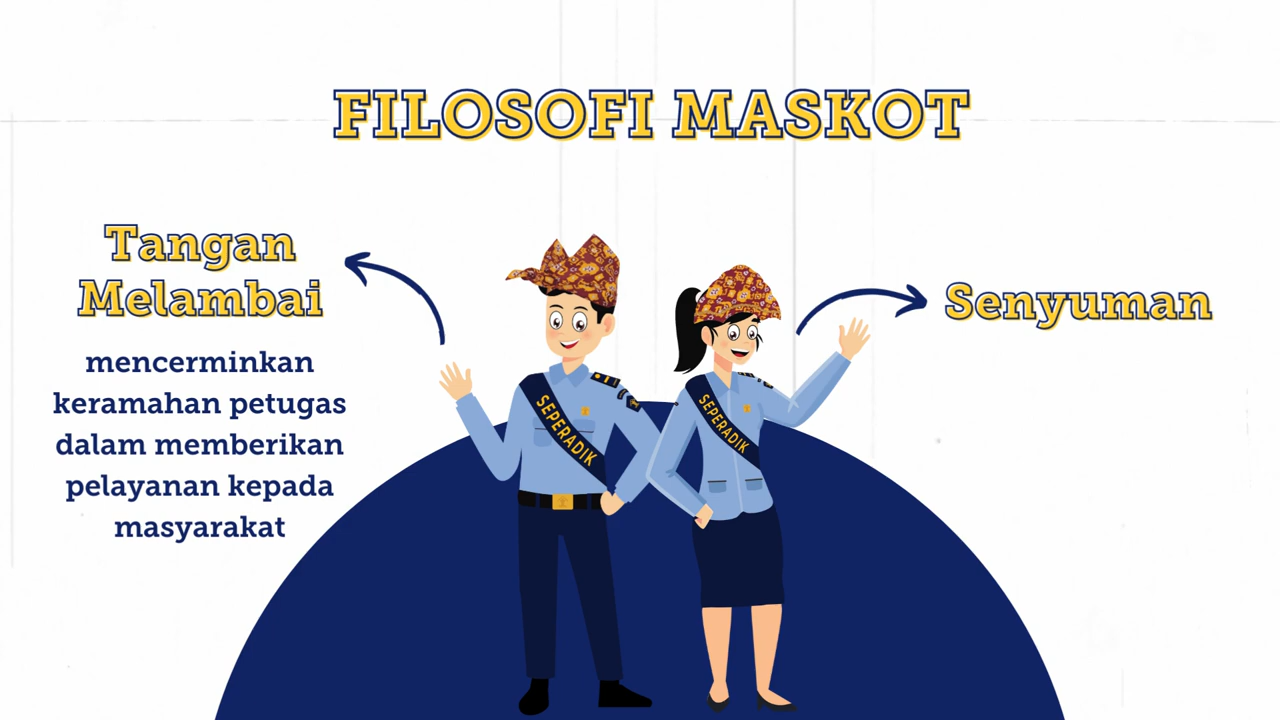 FILOSOFI MASKOT
Tangan
Melambai
mencerminkan
keramahan petugas
dalam memberikan
pelayanan kepada
masyarakat
Senyuman
SEPERADIK
SEPERADIK